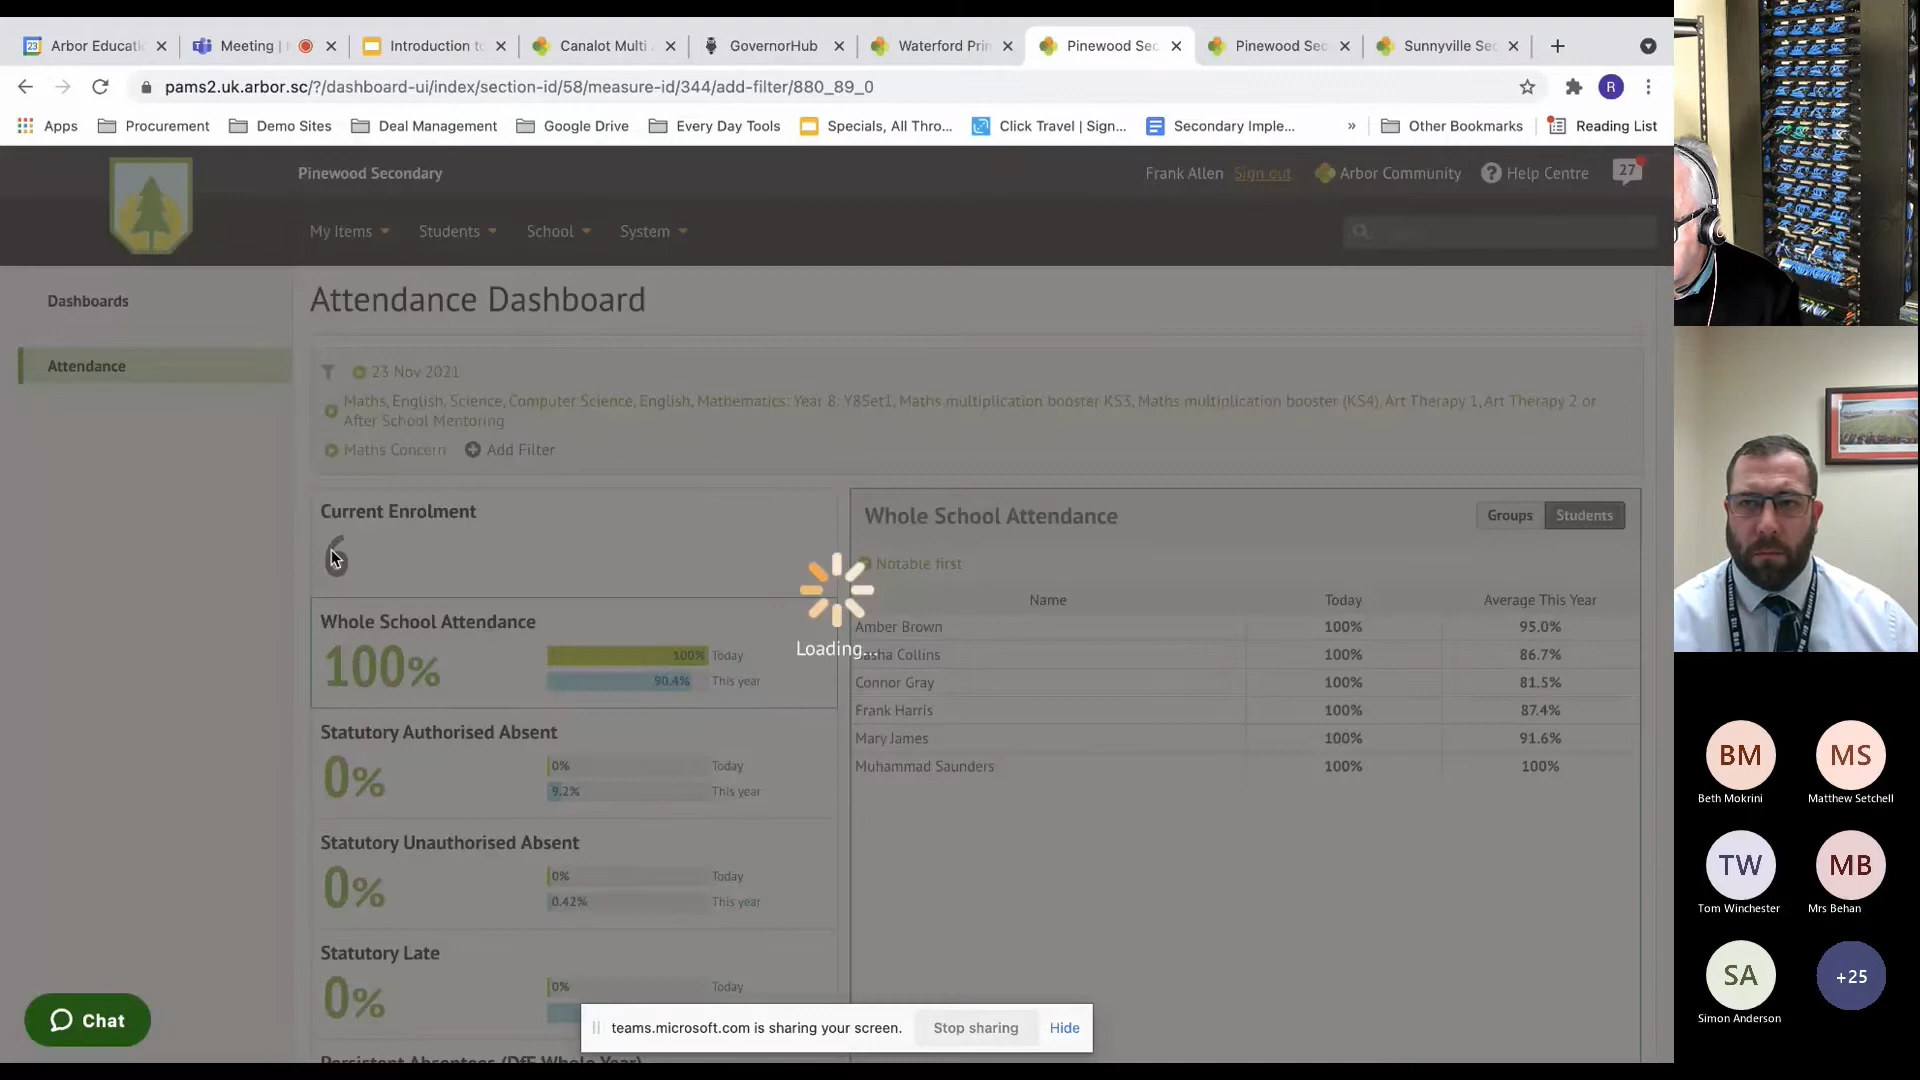 Arbor Educati
Meeting |
Introduction to
Canalot Multi
GovernorHub
Waterford Prin
Pinewood Sec
Pinewood Sec
Sunnyville Sec
pams2.uk.arbor.sc/?/dashboard-ui/index/section-id/58/measure-id/344/add-filter/880_89_0
R
Apps
Procurement
Demo Sites
Deal Management
Google Drive
Every Day Tools
Specials, All Thro...
Click Travel | Sign...
Secondary Imple...
»
Other Bookmarks
Reading List
Pinewood Secondary
Frank Allen
Sign out
Arbor Community
Help Centre
27
My Items
Students
School
System
Dashboards
Attendance
Attendance Dashboard
23 Nov 2021
Maths, English, Science, Computer Science, English, Mathematics: Year 8: Y8Set1, Maths multiplication booster KS3, Maths multiplication booster (KS4), Art Therapy 1, Art Therapy 2 or
After School Mentoring
Maths Concern
Add Filter
Current Enrolment
6
Whole School Attendance
100%
100% Today
90.4% This year
Statutory Authorised Absent
0%
0% Today
9.2% This year
Statutory Unauthorised Absent
0%
0% Today
0.42% This year
Statutory Late
0%
0% Today
Persistent Absentees (DfE Whole Year)
Whole School Attendance
Groups
Students
Notable first
Name Today Average This Year
Amber Brown 100% 95.0%
Collins 100% 86.7%
Connor Gray 100% 81.5%
Frank Harris 100% 87.4%
Mary James 100% 91.6%
Muhammad Saunders 100% 100%
Loading...
Chat
teams.microsoft.com is sharing your screen.
Stop sharing
Hide
BM
Beth Mokrini
MS
Matthew Setchell
TW
Tom Winchester
MB
Mrs Behan
SA
Simon Anderson
+25